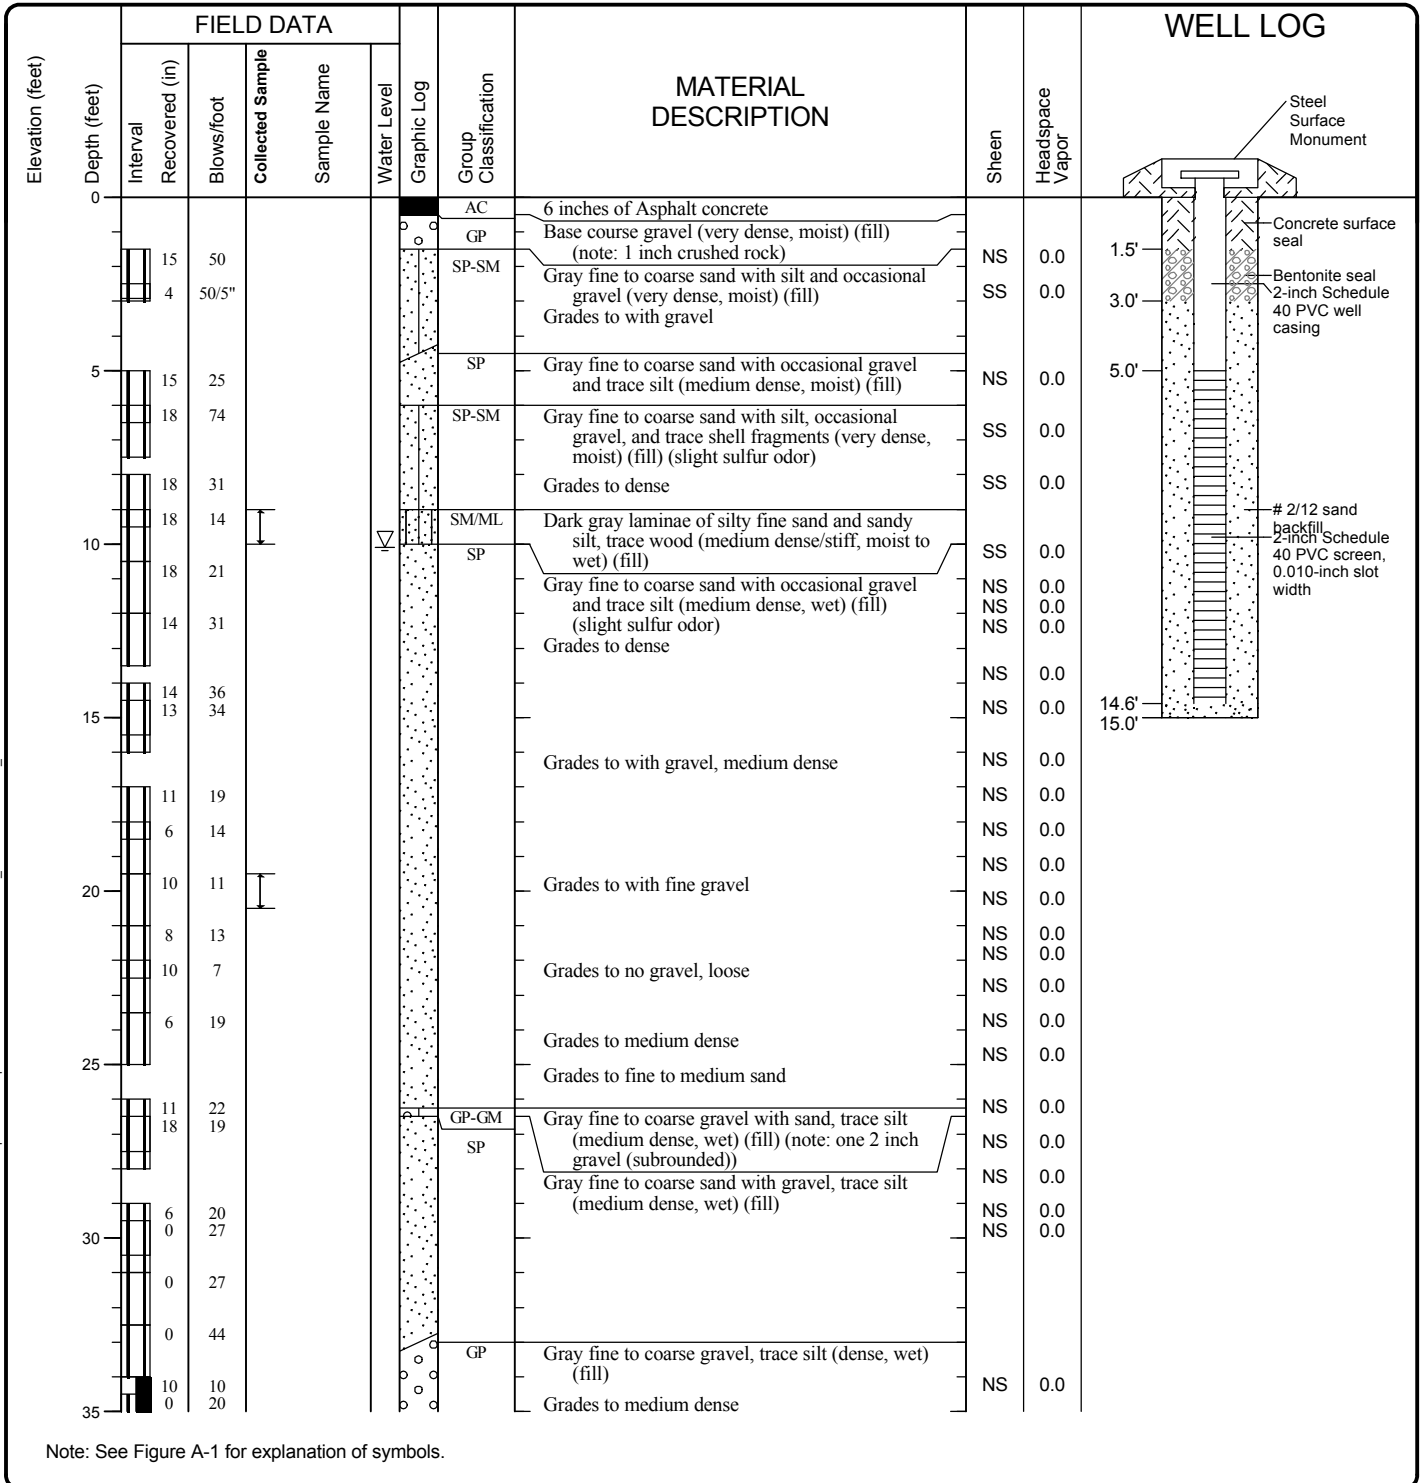 FIELD DATA
WELL LOG
Elevation (feet)
Depth (feet)
Interval
Recovered (in)
Blows/foot
Collected Sample
Sample Name
Water Level
Graphic Log
Group
Classification
MATERIAL
DESCRIPTION
Sheen
Headspace
Vapor
Steel
Surface
Monument
0
AC 6 inches of Asphalt concrete
GP Base course gravel (very dense, moist) (fill)
(note: 1 inch crushed rock)
Concrete surface
seal
15 50 NS 0.0 1.5'
SP-SM Gray fine to coarse sand with silt and occasional
gravel (very dense, moist) (fill)
4 50/5" SS 0.0 3.0'
Bentonite seal
2-inch Schedule
40 PVC well
casing
Grades to with gravel
5 SP Gray fine to coarse sand with occasional gravel
and trace silt (medium dense, moist) (fill)
15 25 NS 0.0 5.0'
18 74 SP-SM Gray fine to coarse sand with silt, occasional
gravel, and trace shell fragments (very dense,
moist) (fill) (slight sulfur odor)
SS 0.0
18 31 Grades to dense SS 0.0
18 14 SM/ML Dark gray laminae of silty fine sand and sandy
silt, trace wood (medium dense/stiff, moist to
wet) (fill)
# 2/12 sand
backfill
2-inch Schedule
40 PVC screen,
0.010-inch slot
width
10 SP SS 0.0
18 21 Gray fine to coarse sand with occasional gravel
and trace silt (medium dense, wet) (fill)
(slight sulfur odor)
NS 0.0
NS 0.0
14 31 NS 0.0
Grades to dense
NS 0.0
14 36
13 34 NS 0.0 14.6'
15 15.0'
Grades to with gravel, medium dense NS 0.0
11 19 NS 0.0
6 14 NS 0.0
NS 0.0
20 10 11 Grades to with fine gravel NS 0.0
8 13 NS 0.0
NS 0.0
10 7 Grades to no gravel, loose NS 0.0
6 19 NS 0.0
Grades to medium dense NS 0.0
25 Grades to fine to medium sand
11 22 NS 0.0
18 19 GP-GM Gray fine to coarse gravel with sand, trace silt
(medium dense, wet) (fill) (note: one 2 inch
gravel (subrounded))
SP NS 0.0
Gray fine to coarse sand with gravel, trace silt
(medium dense, wet) (fill)
NS 0.0
6 20 NS 0.0
0 27 NS 0.0
30
0 27
0 44
GP Gray fine to coarse gravel, trace silt (dense, wet)
(fill)
10 10 NS 0.0
0 20 Grades to medium dense
35
Note: See Figure A-1 for explanation of symbols.